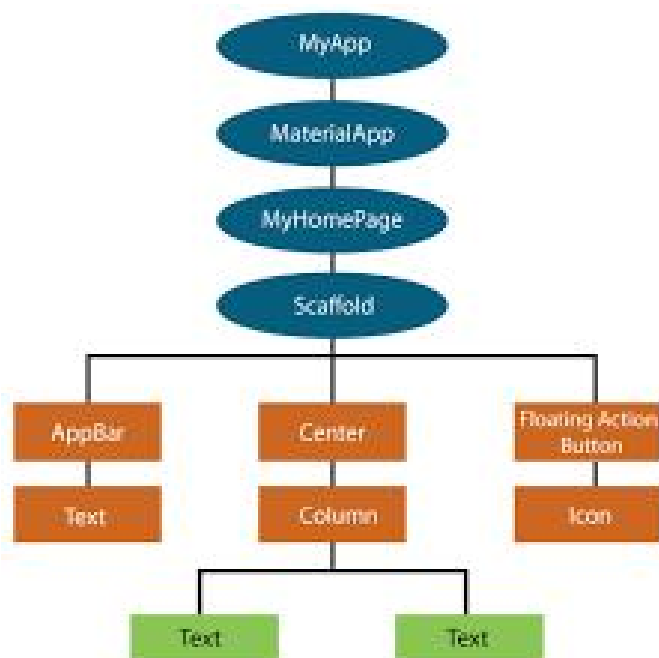 MyApp
MaterialApp
MyHomePage
Scaffold
AppBar
Center
Floating Action
Button
Text
Column
Icon
Text
Text